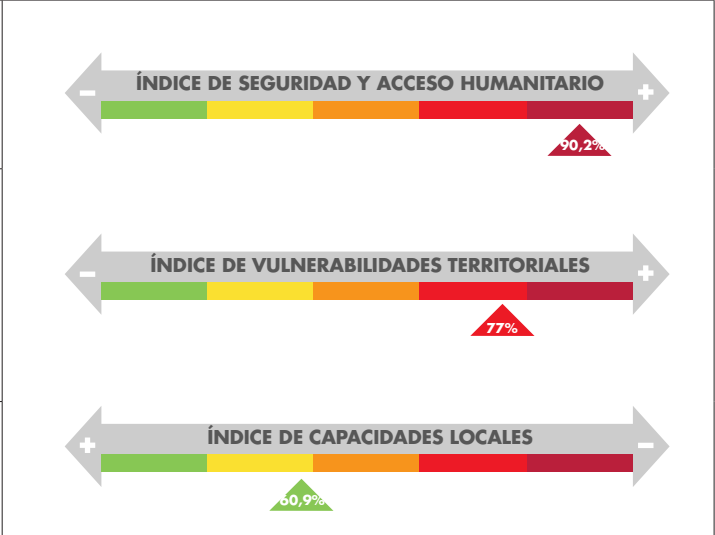 ÍNDICE DE SEGURIDAD Y ACCESO HUMANITARIO
- +
90,2%
ÍNDICE DE VULNERABILIDADES TERRITORIALES
- +
77%
ÍNDICE DE CAPACIDADES LOCALES
+ -
60,9%